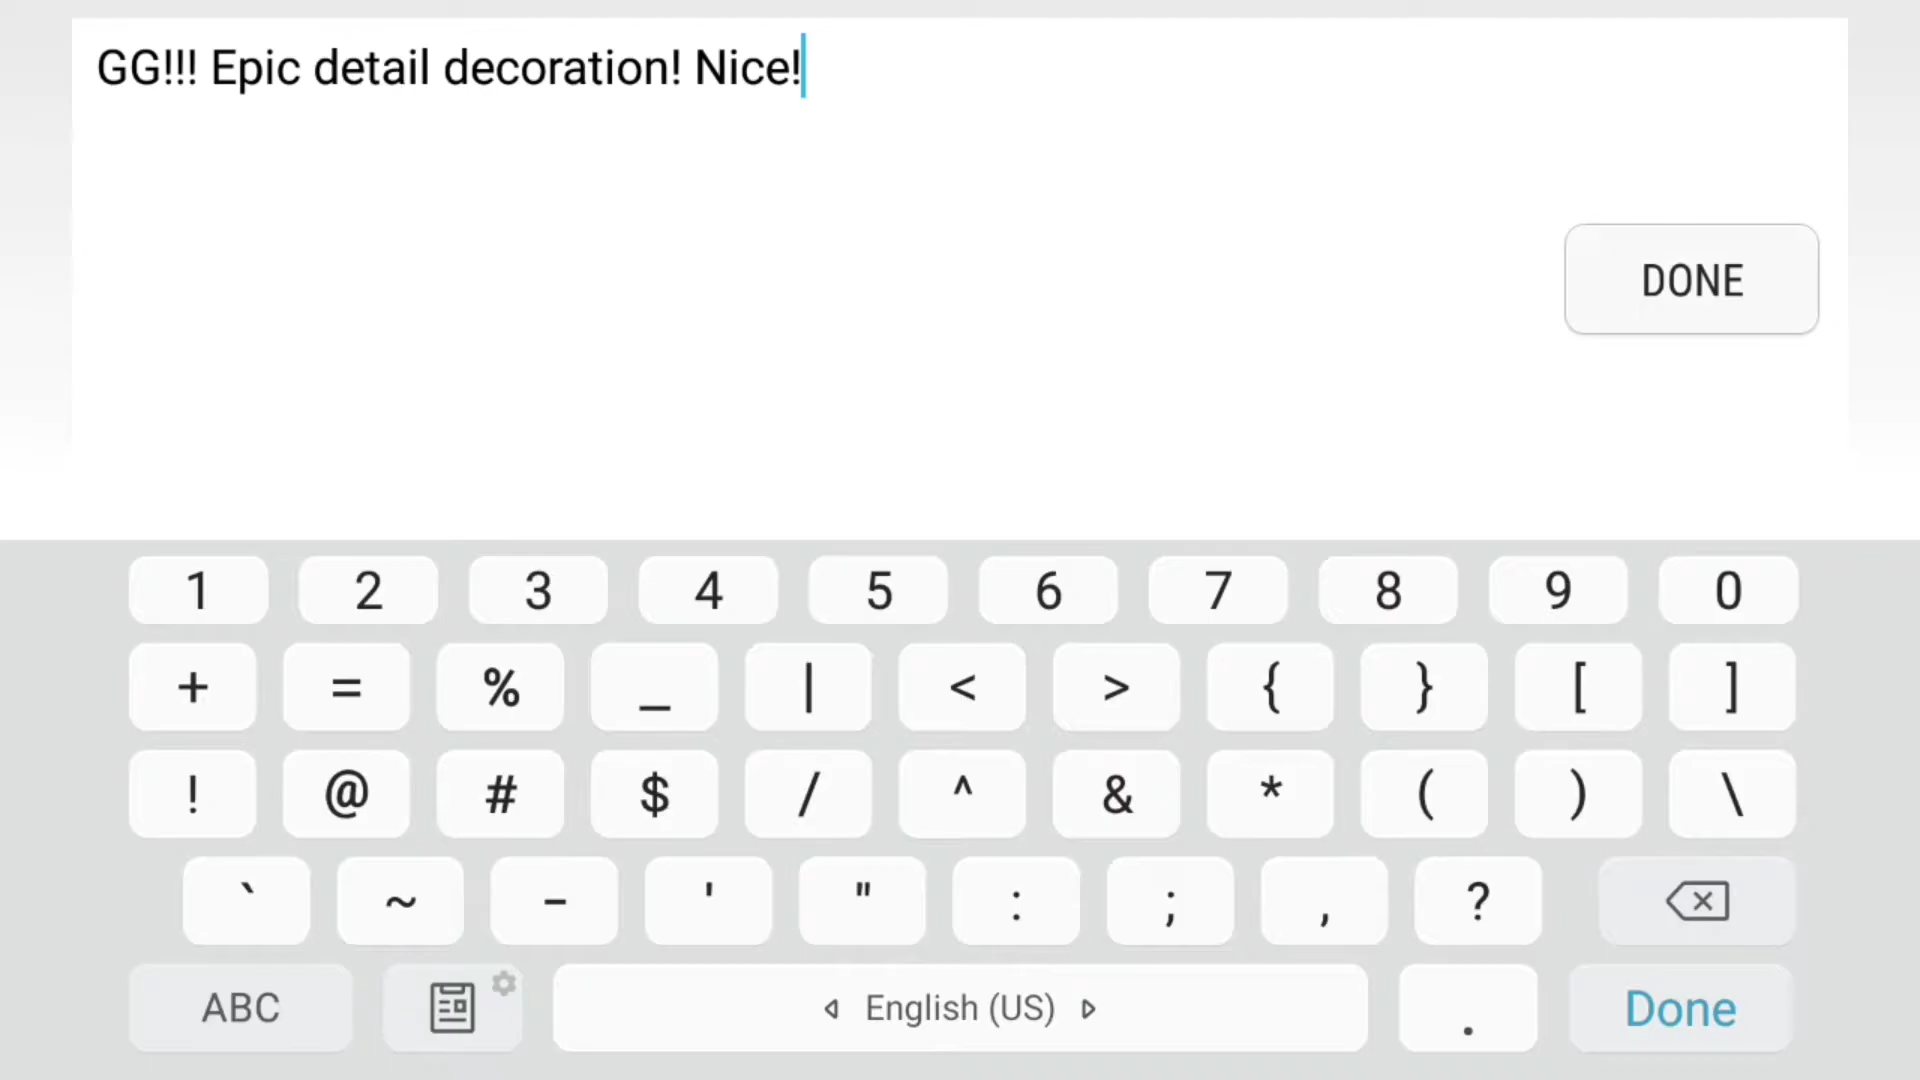 GG!!! Epic detail decoration! Nice!
DONE
1 2 3 4 5 6 7 8 9 0
+ = % _ | < > { } [ ]
! @ # $ / ^ & * ( ) \
` ~ - ' " : ; , ?
ABC English (US) . Done